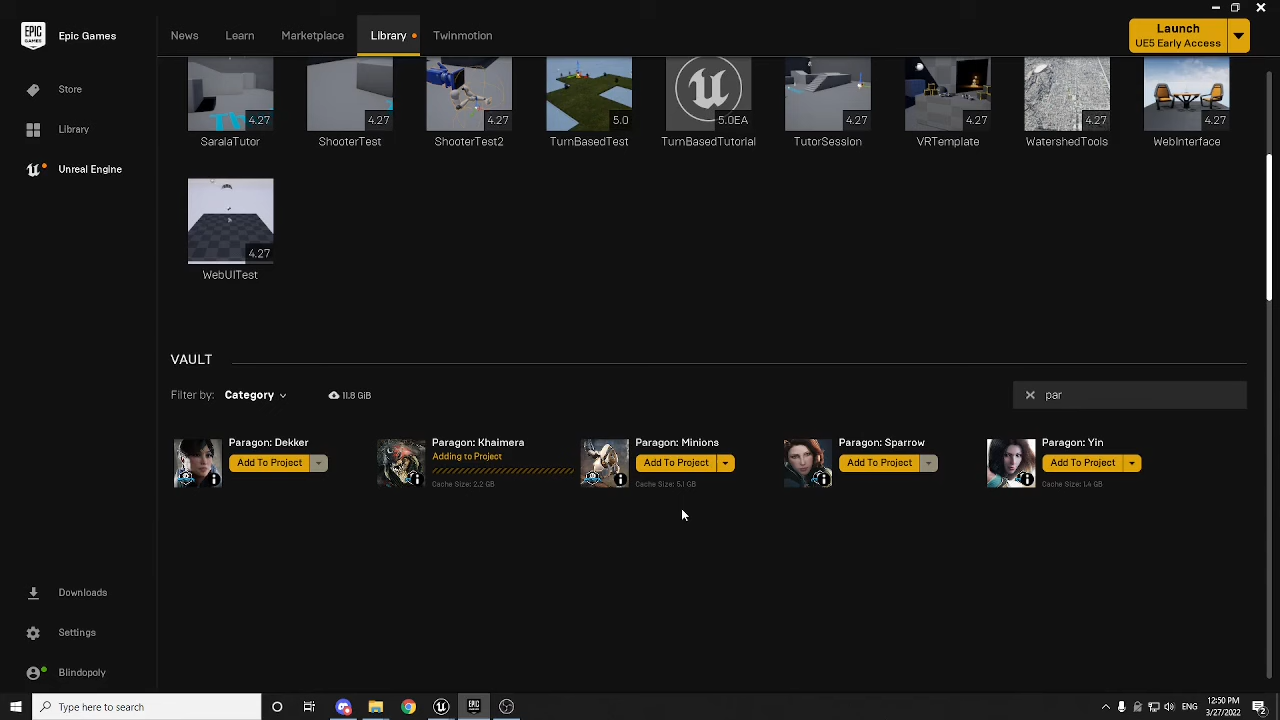 EPIC GAMES
Epic Games
News
Learn
Marketplace
Library
Twinmotion
Launch
UE5 Early Access
Store
Library
Unreal Engine
4.27
4.27
4.27
5.0
5.0EA
4.27
4.27
4.27
4.27
SaralaTutor
ShooterTest
ShooterTest2
TurnBasedTest
TurnBasedTutorial
TutorSession
VRTemplate
WatershedTools
WebInterface
4.27
WebUITest
VAULT
Filter by:
Category
11.8 GiB
par
Paragon: Dekker
Add To Project
Paragon: Khaimera
Adding to Project
Cache Size: 2.2 GB
Paragon: Minions
Add To Project
Cache Size: 5.1 GB
Paragon: Sparrow
Add To Project
Paragon: Yin
Add To Project
Cache Size: 1.4 GB
Downloads
Settings
Blindopoly
Type here to search
ENG
12:50 PM
3/27/2022
2